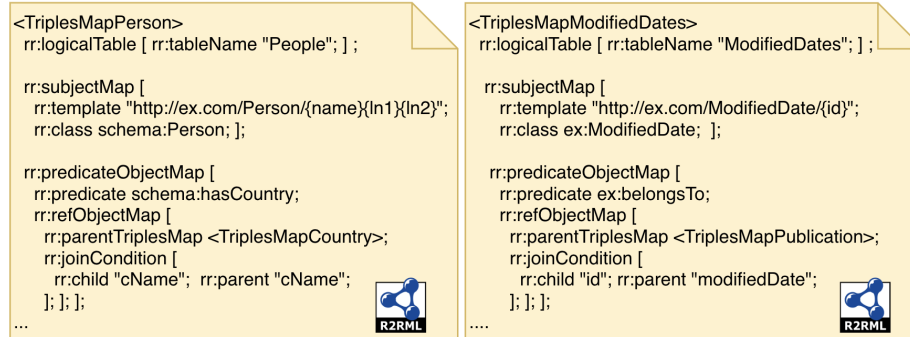 <TriplesMapPerson>
rr:logicalTable [ rr:tableName "People"; ] ;
rr:subjectMap [
rr:template "http://ex.com/Person/{name}{ln1}{ln2}";
rr:class schema:Person; ];
rr:predicateObjectMap [
rr:predicate schema:hasCountry;
rr:refObjectMap [
rr:parentTriplesMap <TriplesMapCountry>;
rr:joinCondition [
rr:child "cName"; rr:parent "cName";
]; ]; ];
...
R2RML
<TriplesMapModifiedDates>
rr:logicalTable [ rr:tableName "ModifiedDates"; ] ;
rr:subjectMap [
rr:template "http://ex.com/ModifiedDate/{id}";
rr:class ex:ModifiedDate; ];
rr:predicateObjectMap [
rr:predicate ex:belongsTo;
rr:refObjectMap [
rr:parentTriplesMap <TriplesMapPublication>;
rr:joinCondition [
rr:child "id"; rr:parent "modifiedDate";
]; ]; ];
....
R2RML